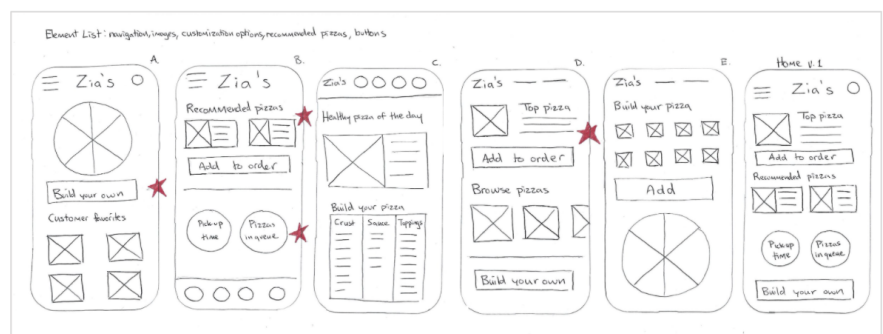 Element List: navigation, images, customization options, recommended pizzas, buttons
A.
Zia's
Build your own
Customer favorites
B.
Zia's
Recommended pizzas
Add to order
Pickup time
Pizzas in queue
C.
Zia's
Healthy pizza of the day
Build your pizza
Crust Sauce Toppings
D.
Zia's
Top pizza
Add to order
Browse pizzas
Build your own
E.
Zia's
Build your pizza
Add
Home v.1
Zia's
Top pizza
Add to order
Recommended pizzas
Pickup time
Pizzas in queue
Build your own